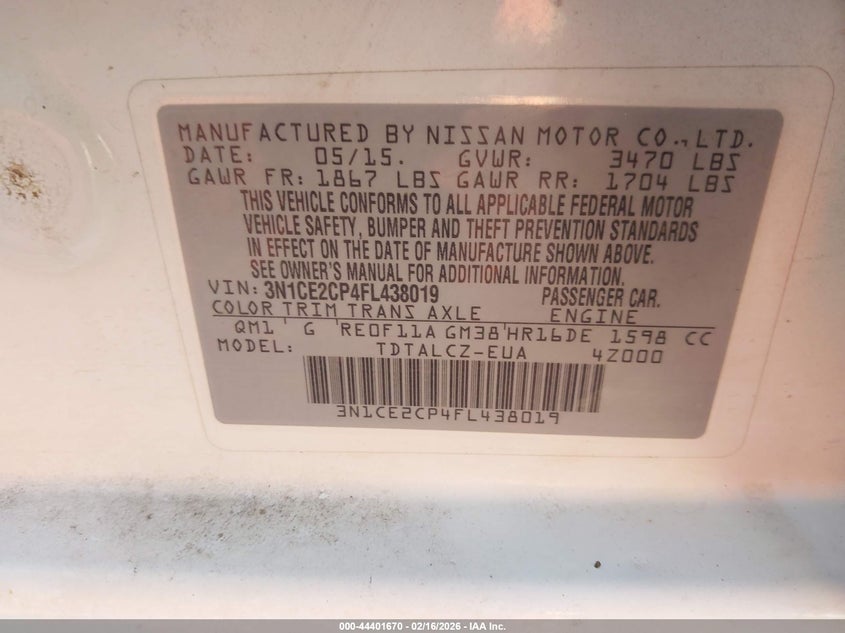 MANUFACTURED BY NISSAN MOTOR CO., LTD.
DATE: 05/15. GVWR: 3470 LBS
GAWR FR: 1867 LBS GAWR RR: 1704 LBS
THIS VEHICLE CONFORMS TO ALL APPLICABLE FEDERAL MOTOR
VEHICLE SAFETY, BUMPER AND THEFT PREVENTION STANDARDS
IN EFFECT ON THE DATE OF MANUFACTURE SHOWN ABOVE.
SEE OWNER'S MANUAL FOR ADDITIONAL INFORMATION.
VIN: 3N1CE2CP4FL438019 PASSENGER CAR.
COLOR TRIM TRANS AXLE ENGINE
QM1 G RE0F11A GM38 HR16DE 1598 CC
MODEL: TDTALCZ-EUA 4Z000
3N1CE2CP4FL438019
000-44401670 - 02/16/2026 - IAA Inc.